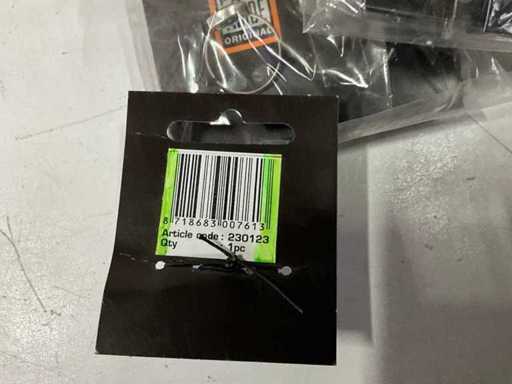 ORIGINAL
8 718683 007613
Article code : 230123
Qty : 1pc